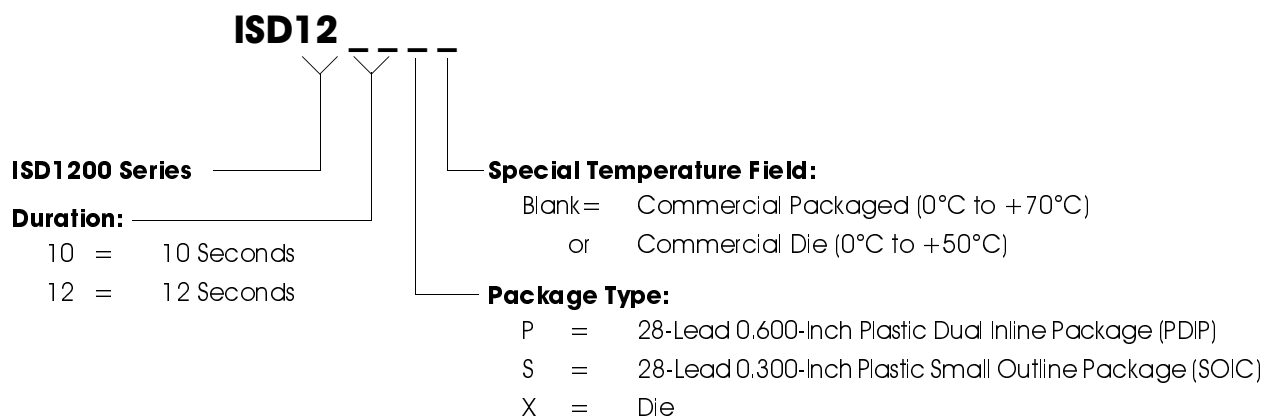 ISD12 _ _ _ _
ISD1200 Series
Duration:
10 = 10 Seconds
12 = 12 Seconds
Special Temperature Field:
Blank= Commercial Packaged (0°C to +70°C)
or Commercial Die (0°C to +50°C)
Package Type:
P = 28-Lead 0.600-Inch Plastic Dual Inline Package (PDIP)
S = 28-Lead 0.300-Inch Plastic Small Outline Package (SOIC)
X = Die